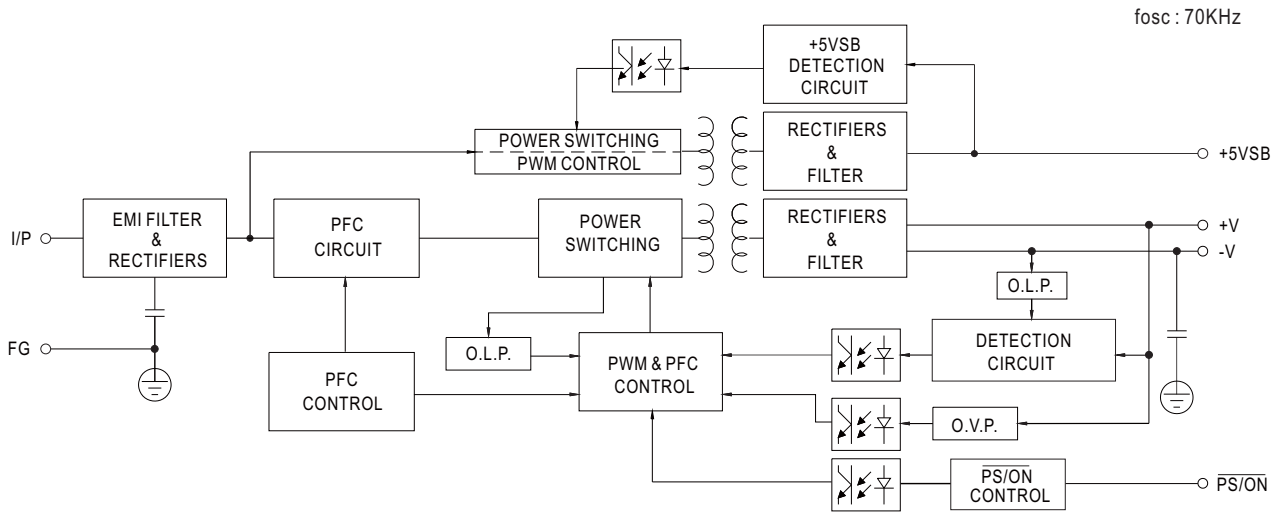 fosc : 70KHz
+5VSB
DETECTION
CIRCUIT
POWER SWITCHING
PWM CONTROL
RECTIFIERS
&
FILTER
+5VSB
I/P
EMI FILTER
&
RECTIFIERS
PFC
CIRCUIT
POWER
SWITCHING
RECTIFIERS
&
FILTER
+V
-V
O.L.P.
FG
O.L.P.
PWM & PFC
CONTROL
DETECTION
CIRCUIT
PFC
CONTROL
O.V.P.
PS/ON
CONTROL
PS/ON